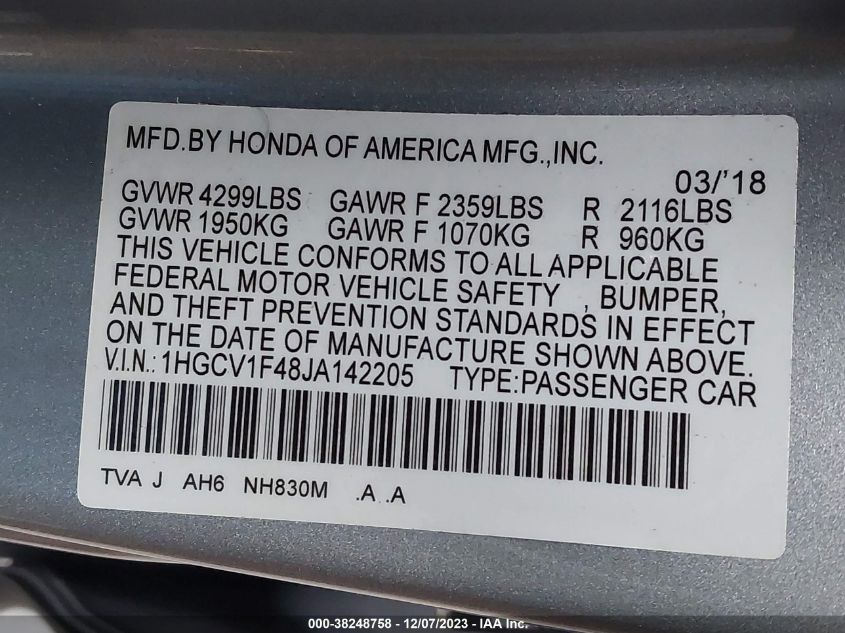 MFD.BY HONDA OF AMERICA MFG.,INC.
03/'18
GVWR 4299LBS GAWR F 2359LBS R 2116LBS
GVWR 1950KG GAWR F 1070KG R 960KG
THIS VEHICLE CONFORMS TO ALL APPLICABLE
FEDERAL MOTOR VEHICLE SAFETY , BUMPER,
AND THEFT PREVENTION STANDARDS IN EFFECT
ON THE DATE OF MANUFACTURE SHOWN ABOVE.
V.I.N.: 1HGCV1F48JA142205 TYPE:PASSENGER CAR
TVA J AH6 NH830M .A .A
000-38248758 - 12/07/2023 - IAA Inc.